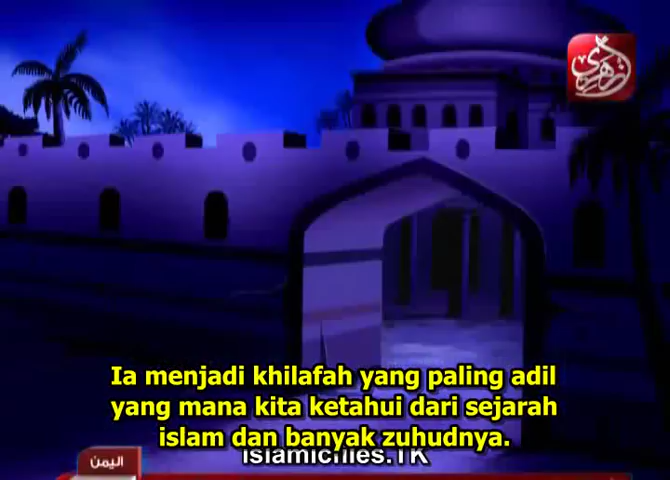 أزهري
Ia menjadi khilafah yang paling adil
yang mana kita ketahui dari sejarah
islam dan banyak zuhudnya.
islamicfiles.TK
اليمن